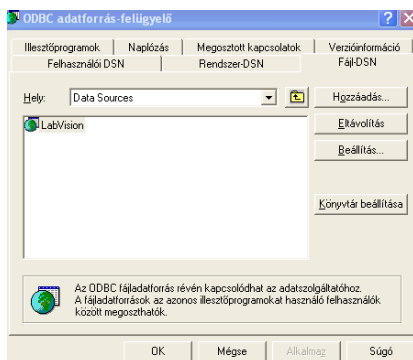 ODBC adatforrás-felügyelő
Illesztőprogramok Naplózás Megosztott kapcsolatok Verzióinformáció
Felhasználói DSN Rendszer-DSN Fájl-DSN
Hely: Data Sources Hozzáadás...
LabVision Eltávolítás
Beállítás...
Könyvtár beállítása
Az ODBC fájladatforrás révén kapcsolódhat az adatszolgáltatóhoz.
A fájladatforrások az azonos illesztőprogramokat használó felhasználók
között megoszthatók.
OK Mégse Alkalmaz Súgó